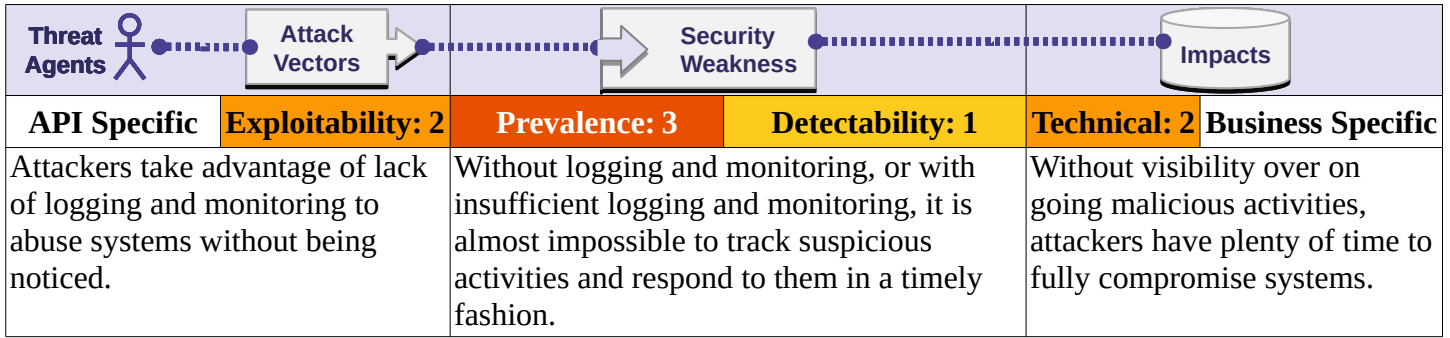 Threat
Agents
Attack
Vectors
Security
Weakness
Impacts
API Specific
Exploitability: 2
Prevalence: 3
Detectability: 1
Technical: 2
Business Specific
Attackers take advantage of lack
of logging and monitoring to
abuse systems without being
noticed.
Without logging and monitoring, or with
insufficient logging and monitoring, it is
almost impossible to track suspicious
activities and respond to them in a timely
fashion.
Without visibility over on
going malicious activities,
attackers have plenty of time to
fully compromise systems.